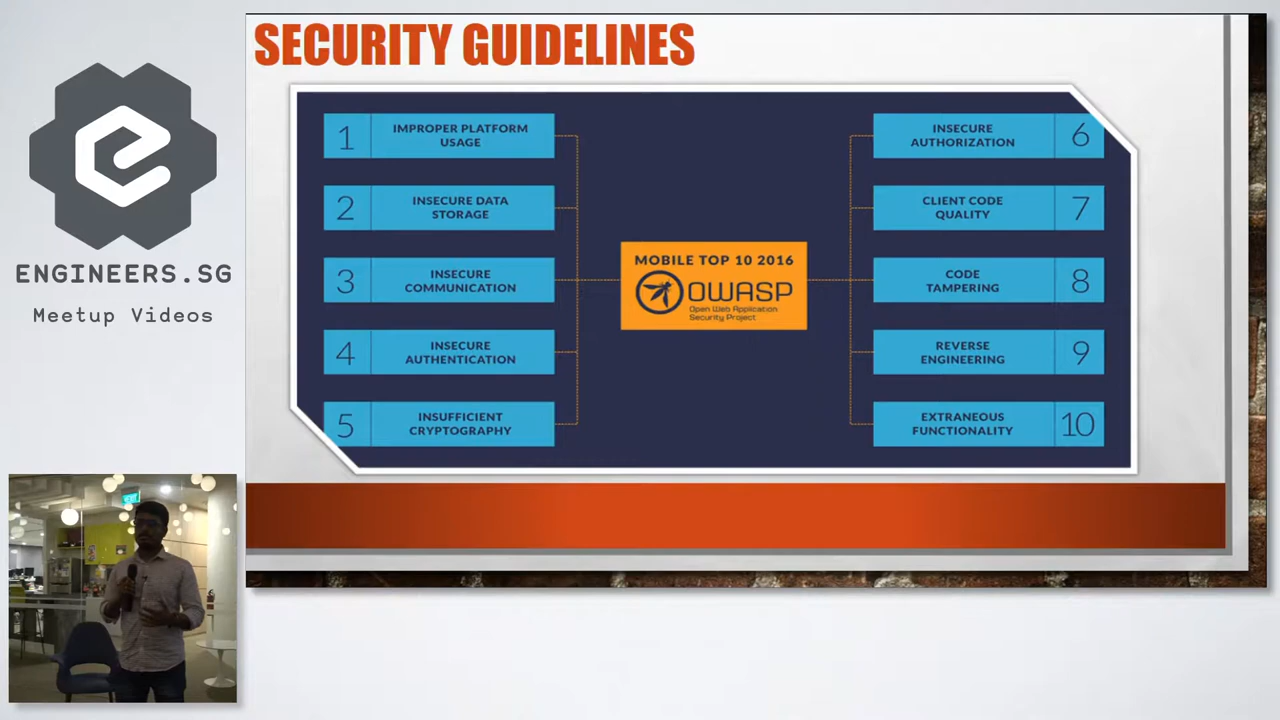 SECURITY GUIDELINES
1
IMPROPER PLATFORM
USAGE
2
INSECURE DATA
STORAGE
3
INSECURE
COMMUNICATION
4
INSECURE
AUTHENTICATION
5
INSUFFICIENT
CRYPTOGRAPHY
MOBILE TOP 10 2016
OWASP
Open Web Application
Security Project
INSECURE
AUTHORIZATION
6
CLIENT CODE
QUALITY
7
CODE
TAMPERING
8
REVERSE
ENGINEERING
9
EXTRANEOUS
FUNCTIONALITY
10
ENGINEERS.SG
Meetup Videos